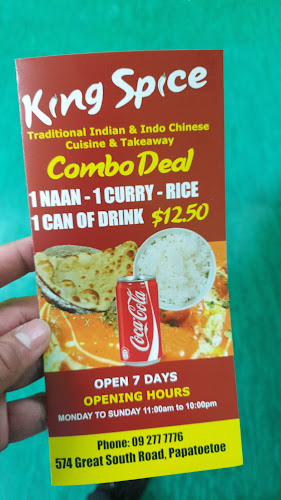 King Spice
Traditional Indian & Indo Chinese
Cuisine & Takeaway
Combo Deal
1 NAAN - 1 CURRY - RICE
1 CAN OF DRINK $12.50
Coca-Cola
OPEN 7 DAYS
OPENING HOURS
MONDAY TO SUNDAY 11:00am to 10:00pm
Phone: 09 277 7776
574 Great South Road, Papatoetoe